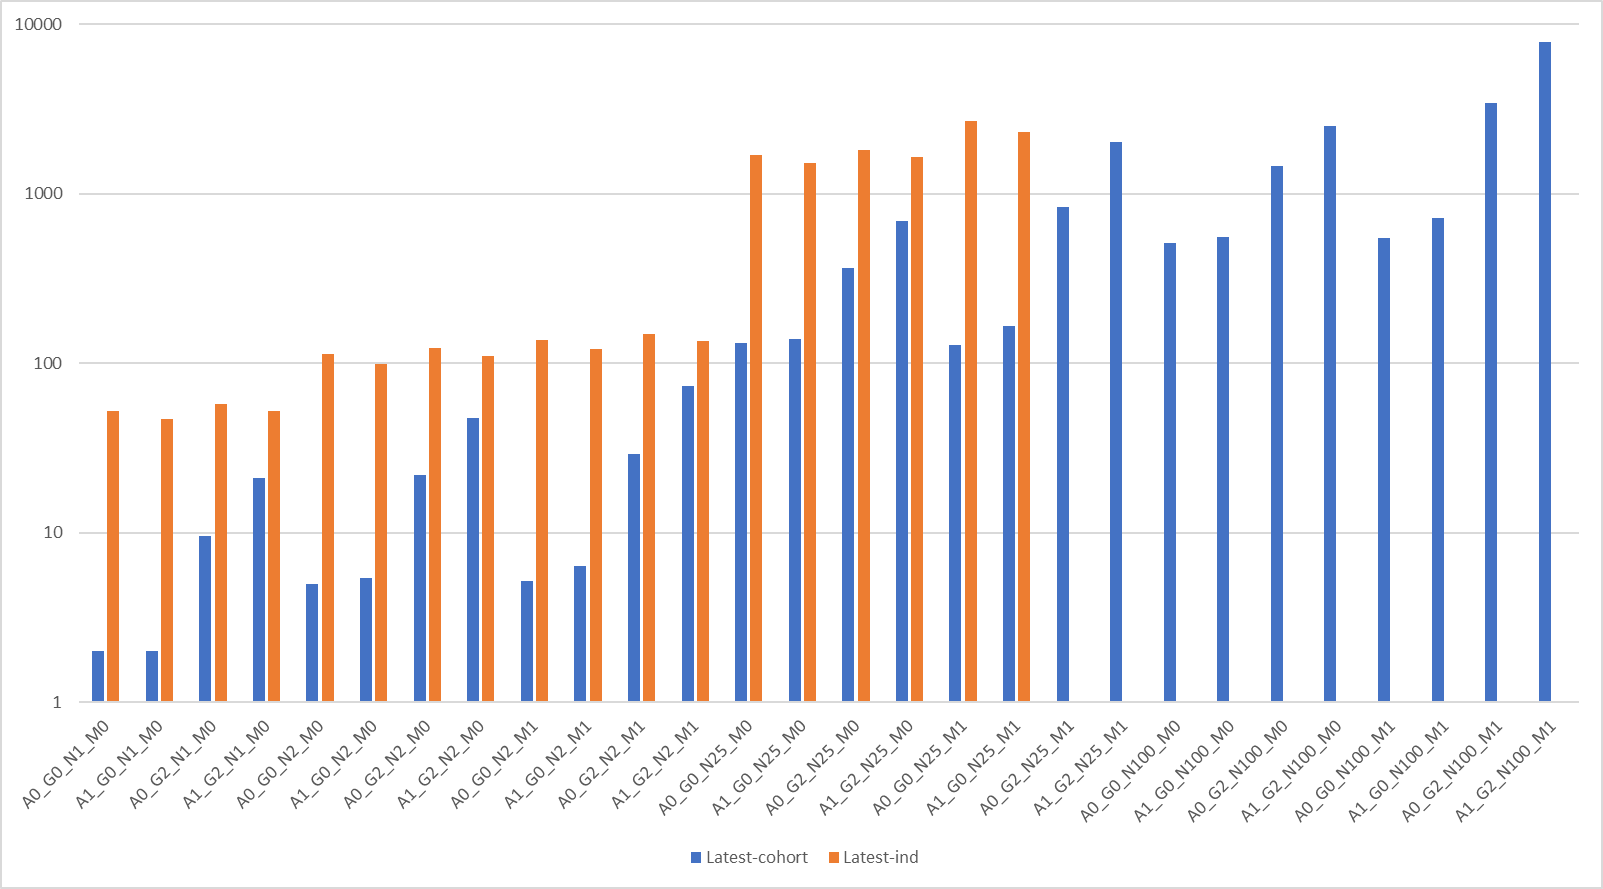 10000
1000
100
10
1
A0_G0_N1_M0
A1_G0_N1_M0
A0_G2_N1_M0
A1_G2_N1_M0
A0_G0_N2_M0
A1_G0_N2_M0
A0_G2_N2_M0
A1_G2_N2_M0
A0_G0_N2_M1
A1_G0_N2_M1
A0_G2_N2_M1
A1_G2_N2_M1
A0_G0_N25_M0
A1_G0_N25_M0
A0_G2_N25_M0
A1_G2_N25_M0
A0_G0_N25_M1
A1_G0_N25_M1
A0_G2_N25_M1
A1_G2_N25_M1
A0_G0_N100_M0
A1_G0_N100_M0
A0_G2_N100_M0
A1_G2_N100_M0
A0_G0_N100_M1
A1_G0_N100_M1
A0_G2_N100_M1
A1_G2_N100_M1
Latest-cohort Latest-ind